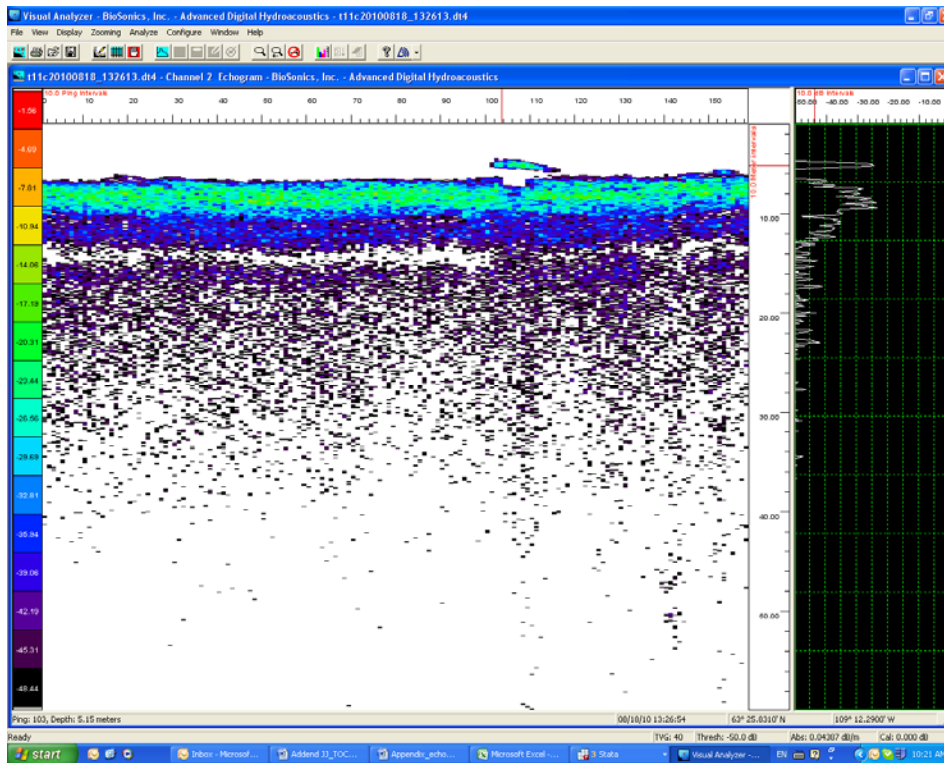 Visual Analyzer - BioSonics, Inc. - Advanced Digital Hydroacoustics - t11c20100818_132613.dt4
File View Display Zooming Analyze Configure Window Help
t11c20100818_132613.dt4 - Channel 2 Echogram - BioSonics, Inc. - Advanced Digital Hydroacoustics
10.0 Ping Intervals
10 20 30 40 50 60 70 80 90 100 110 120 130 140 150
10.0 dB Intervals
-40.00 -30.00 -20.00 -10.00
10.0 Meter Intervals
10.00
20.00
30.00
40.00
50.00
-1.56
-4.69
-7.81
-10.94
-14.06
-17.19
-20.31
-26.56
-29.69
-32.81
-35.94
-39.06
-42.19
-45.31
-48.44
Ping: 103, Depth: 5.15 meters 08/18/10 13:26:54 63° 25.8310' N 109° 12.2900' W
Ready TVG: 40 Thresh: -50.0 dB Abs: 0.04387 dB/m Cal: 0.000 dB
start Inbox - Microsof... Addend J3_TOC... Appendix_echo... Microsoft Excel -... 3 Stata Visual Analyzer -... EN 10:21 AM